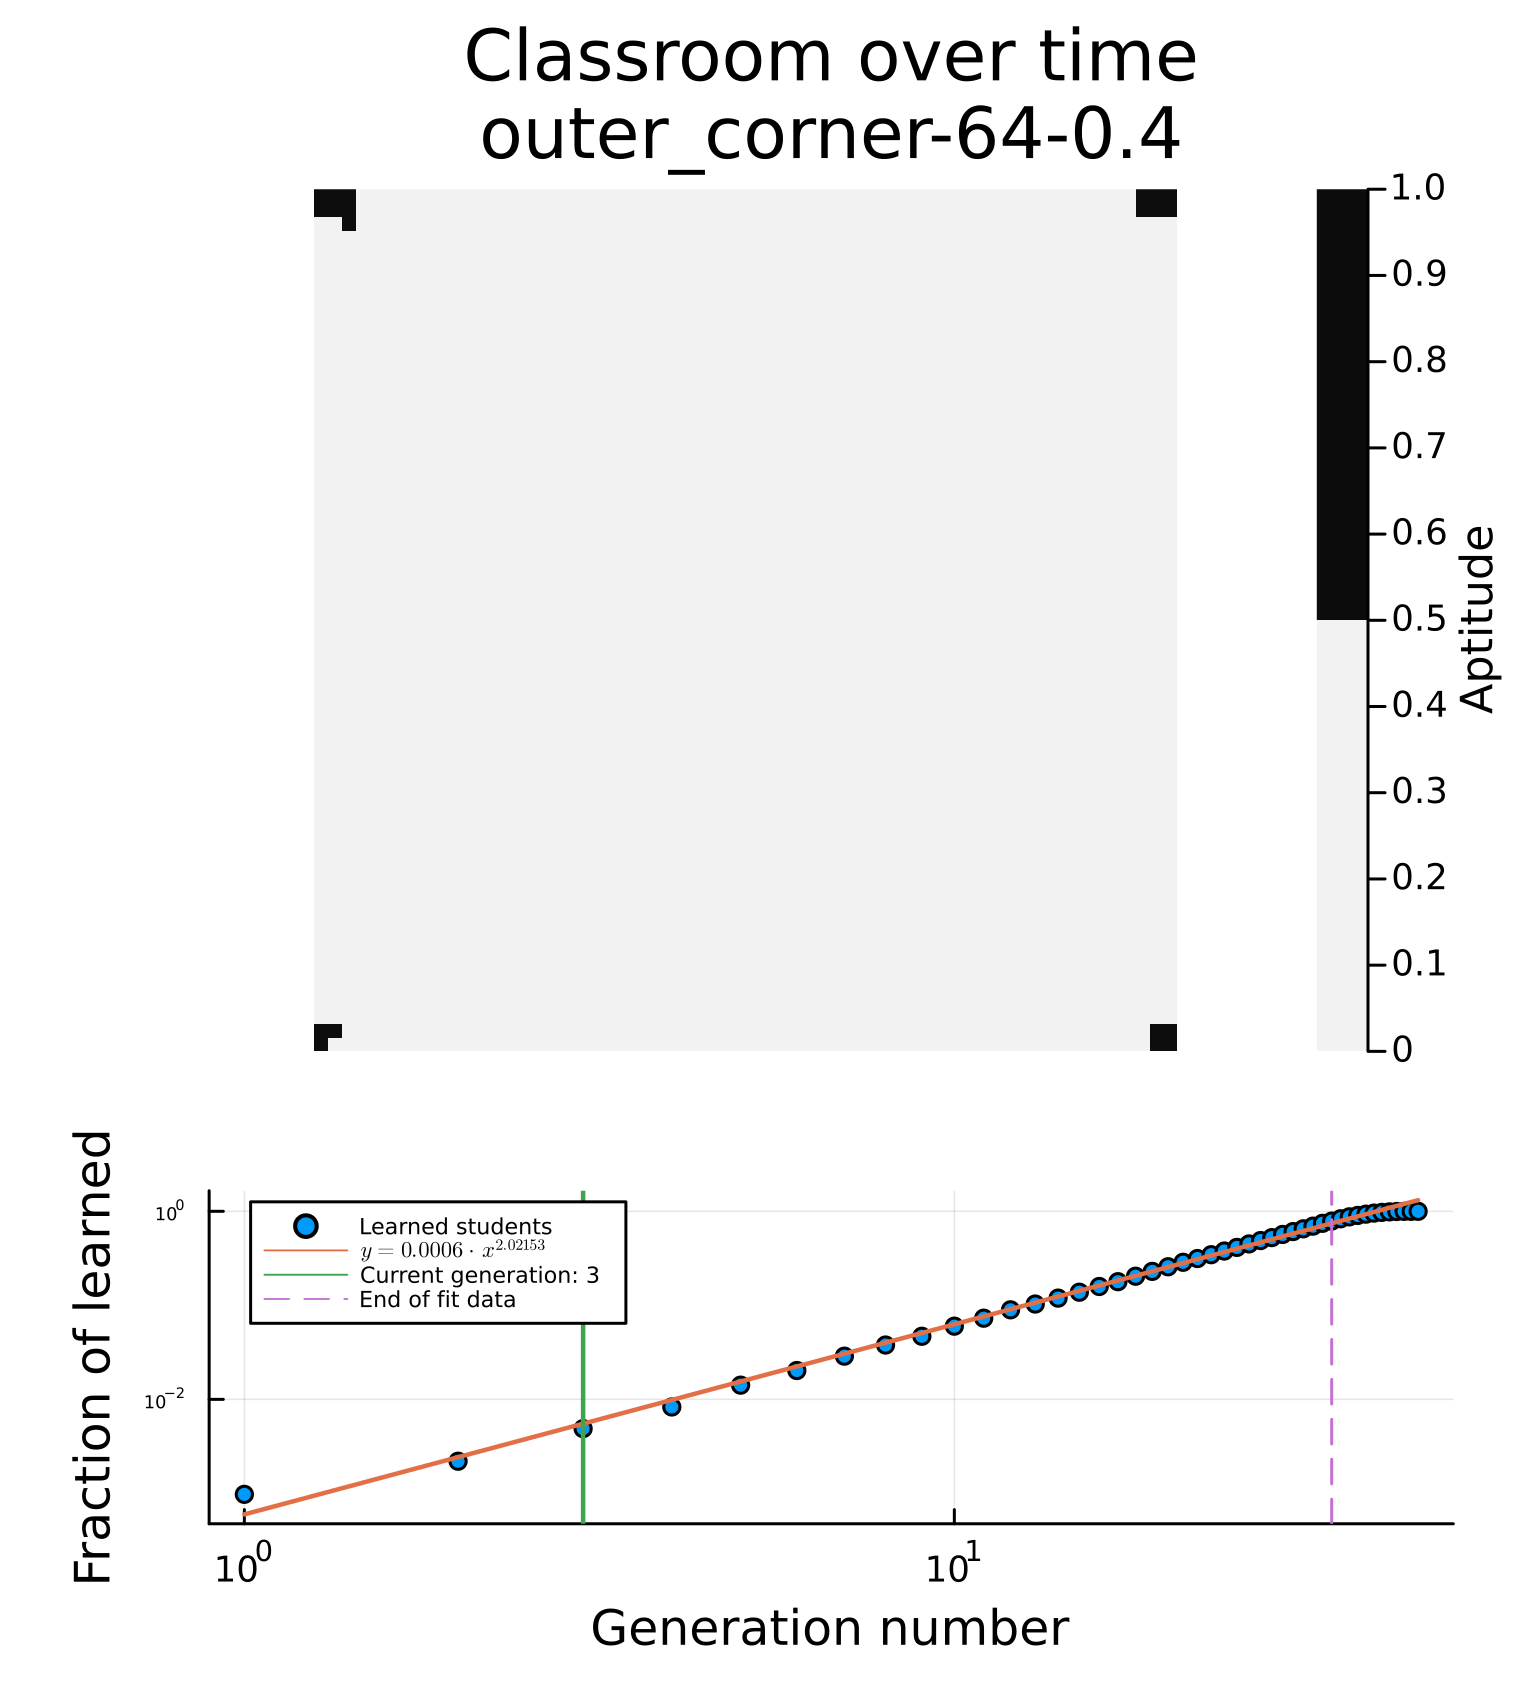 Classroom over time
outer_corner-64-0.4
1.0
0.9
0.8
0.7
0.6
0.5
0.4
0.3
0.2
0.1
0
Aptitude
Fraction of learned
10⁰
10⁻²
Learned students
y = 0.0006 · x^2.02153
Current generation: 3
End of fit data
10⁰
10¹
Generation number